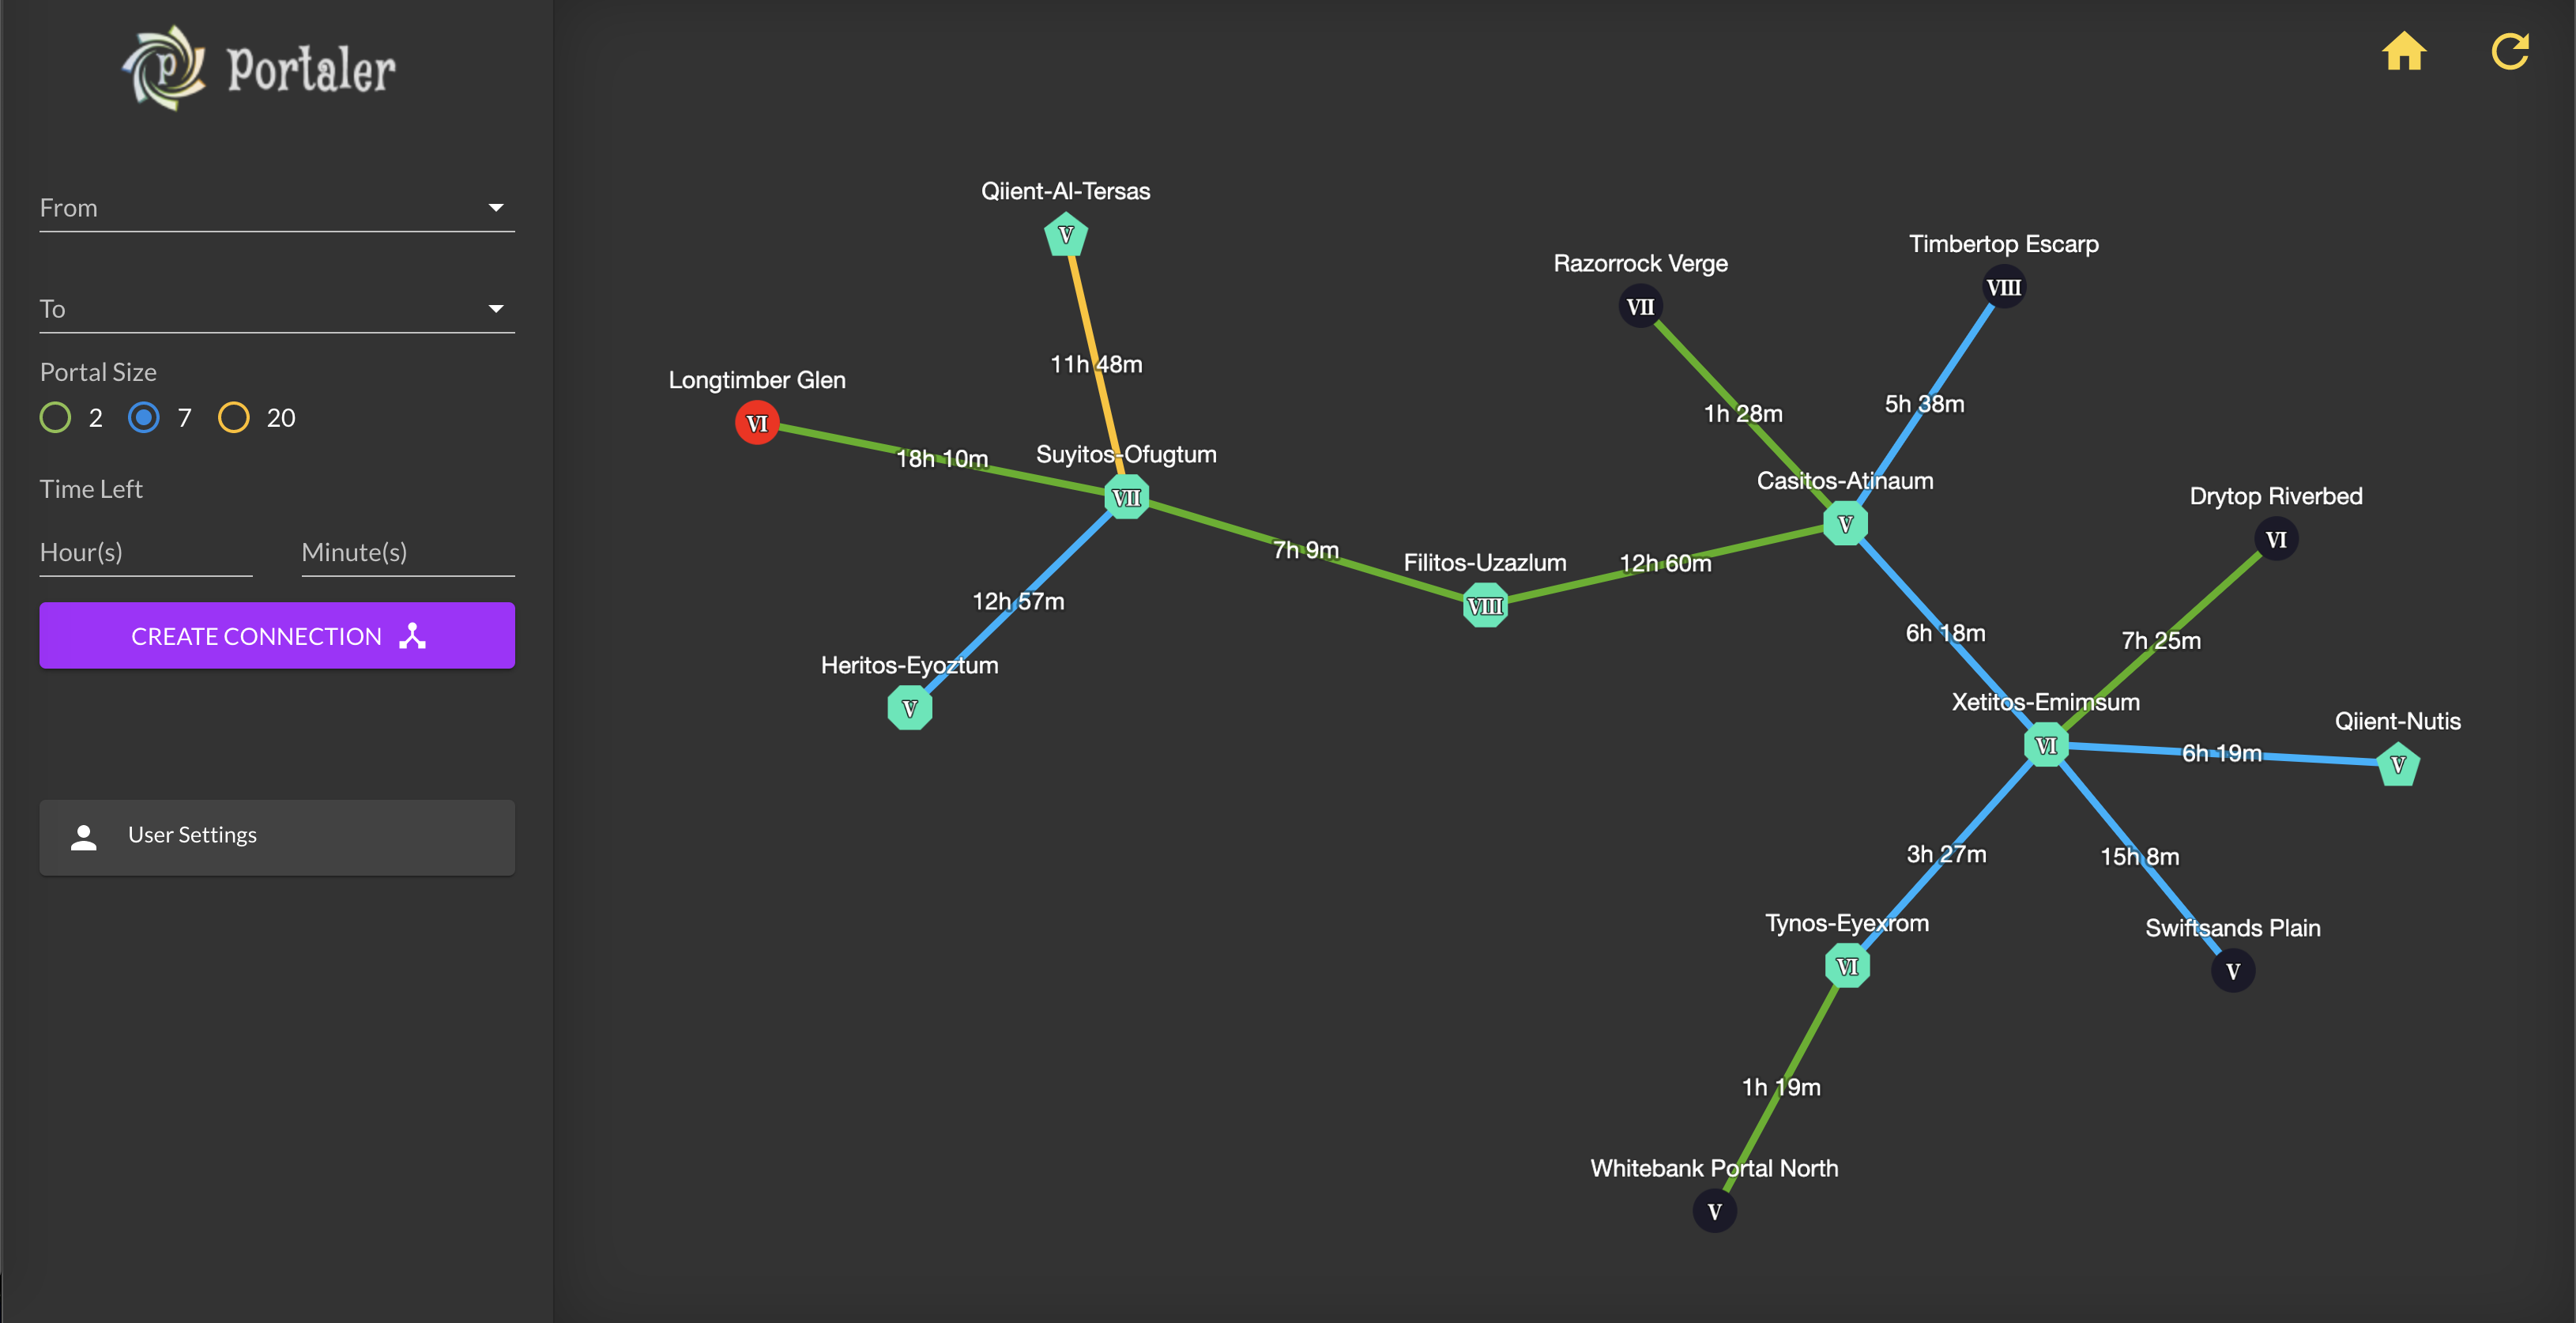 Portaler
From
To
Portal Size
2
7
20
Time Left
Hour(s)
Minute(s)
CREATE CONNECTION
User Settings
Qiient-Al-Tersas
V
11h 48m
Longtimber Glen
VI
18h 10m
Suyitos-Ofugtum
VII
12h 57m
Heritos-Eyoztum
V
7h 9m
Filitos-Uzazlum
VIII
12h 60m
Razorrock Verge
VII
1h 28m
Timbertop Escarp
VIII
5h 38m
Casitos-Atinaum
V
6h 18m
Drytop Riverbed
VI
7h 25m
Xetitos-Emimsum
VI
6h 19m
Qiient-Nutis
V
3h 27m
15h 8m
Tynos-Eyexrom
VI
Swiftsands Plain
V
1h 19m
Whitebank Portal North
V